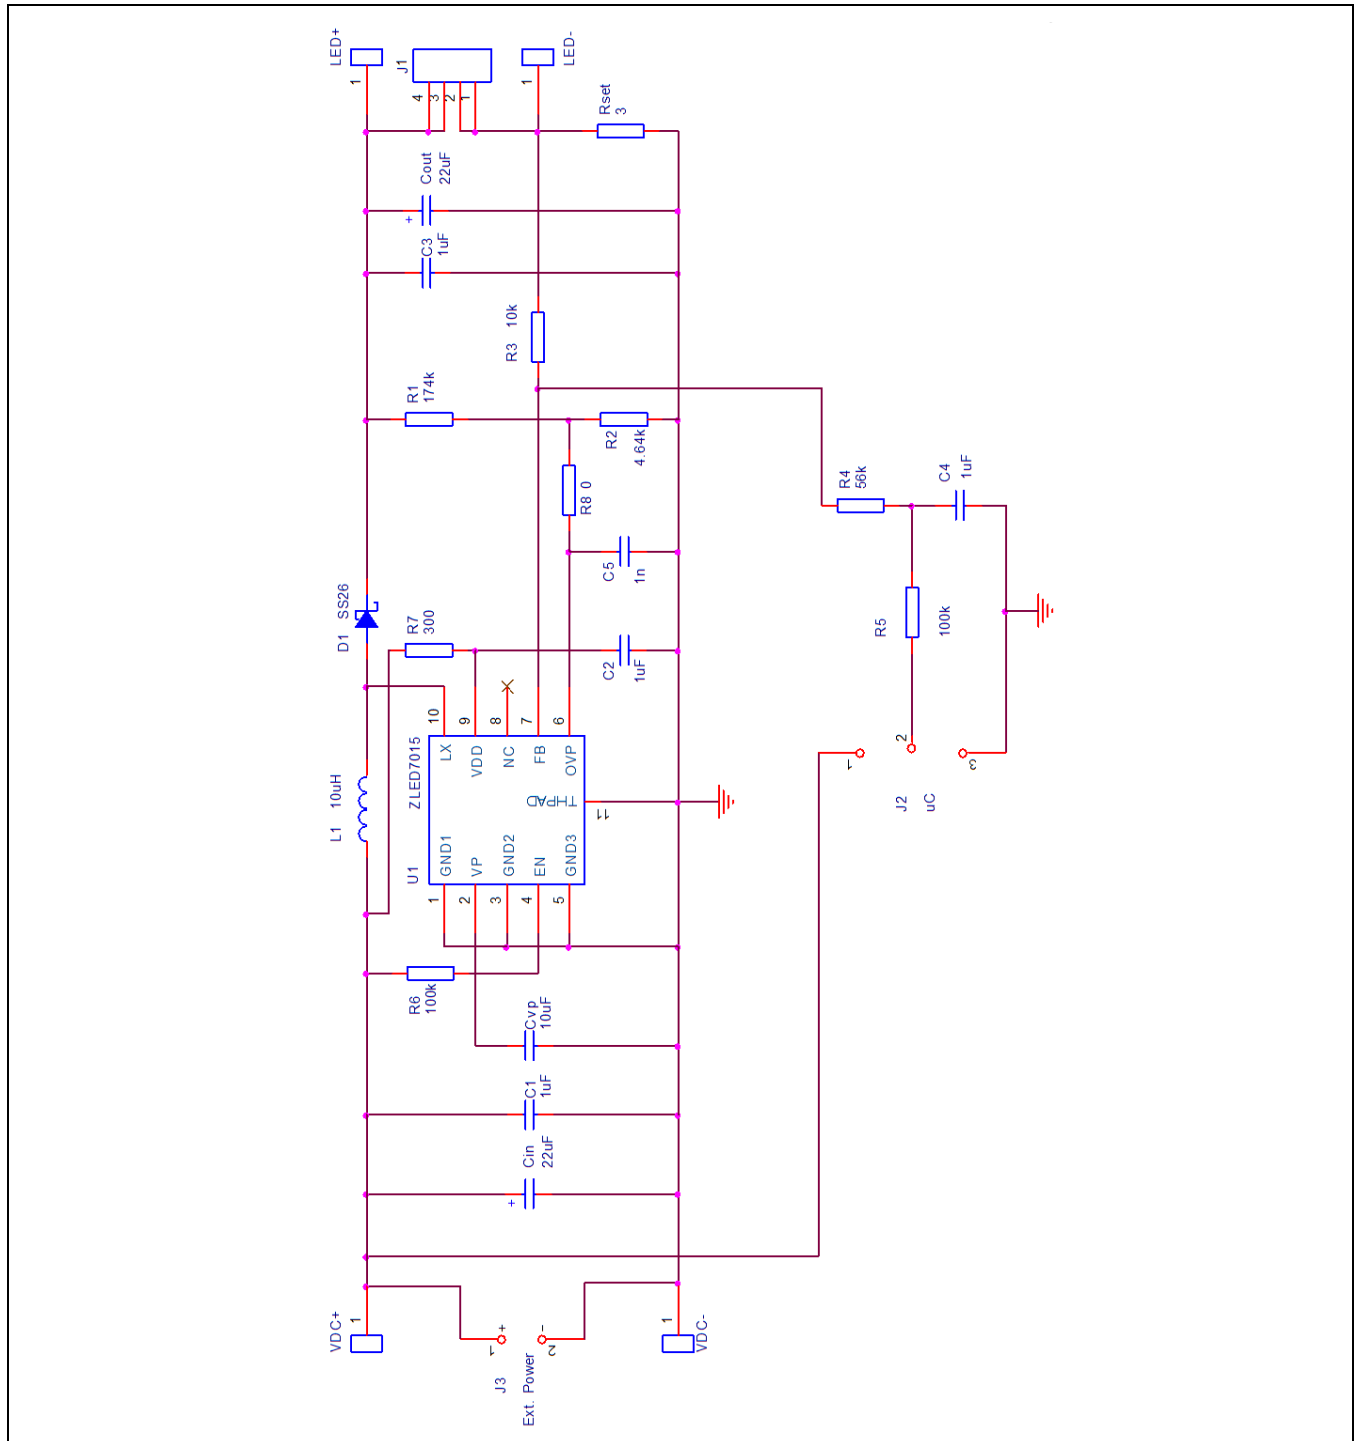 LED+
1
J1
4
3
2
1
LED-
1
Rset
3
Cout
22uF
+
C3
1uF
R3 10k
R1
174k
R2
4.64k
R8 0
C5
1n
R4
56k
C4
1uF
R5
100k
D1 SS26
R7
300
C2
1uF
10
9
8
7
6
LX
VDD
NC
FB
OVP
ZLED7015
THPAD
11
L1 10uH
U1
GND1
VP
GND2
EN
GND3
1
2
3
4
5
1
2
3
J2
uC
R6
100k
Cvp
10uF
C1
1uF
Cin
22uF
+
VDC+
1
1
+
-
2
J3
Ext. Power
1
VDC-